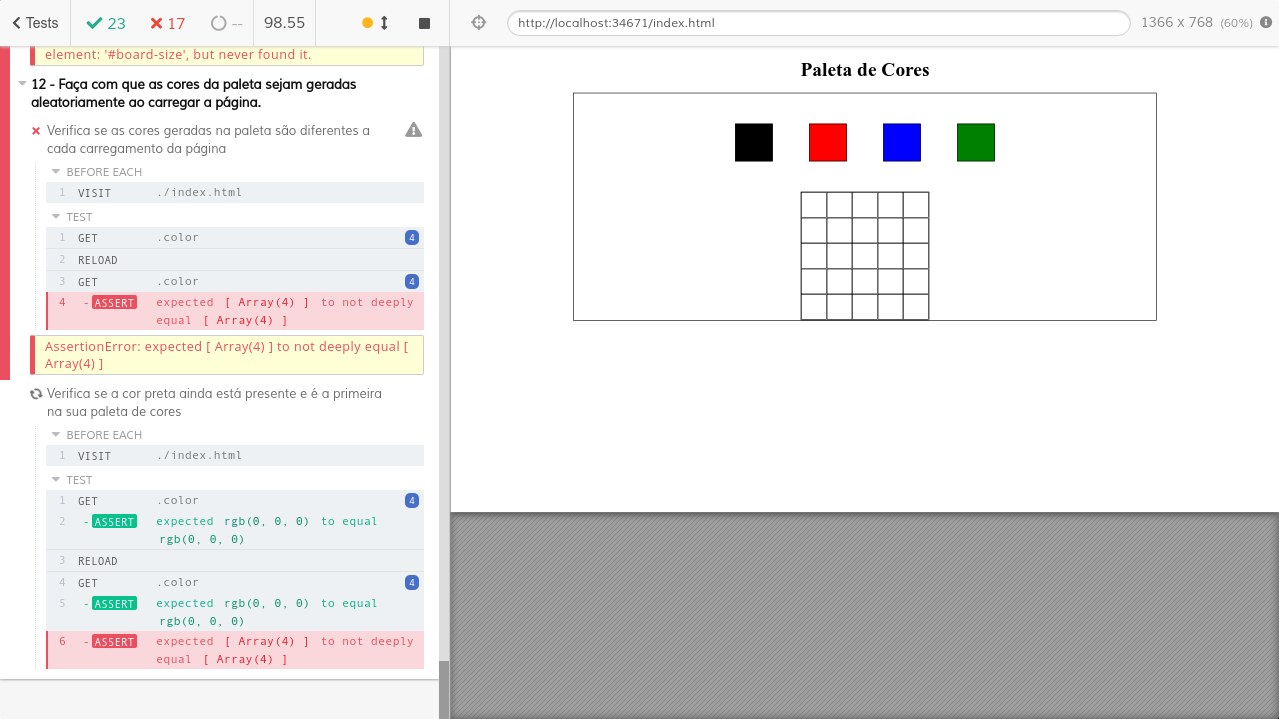 Tests 23 17 -- 98.55
http://localhost:34671/index.html 1366 x 768 (60%)
element: '#board-size', but never found it.
12 - Faça com que as cores da paleta sejam geradas
aleatoriamente ao carregar a página.
Verifica se as cores geradas na paleta são diferentes a
cada carregamento da página
BEFORE EACH
1 VISIT ./index.html
TEST
1 GET .color 4
2 RELOAD
3 GET .color 4
4 -ASSERT expected [ Array(4) ] to not deeply
equal [ Array(4) ]
AssertionError: expected [ Array(4) ] to not deeply equal [
Array(4) ]
Verifica se a cor preta ainda está presente e é a primeira
na sua paleta de cores
BEFORE EACH
1 VISIT ./index.html
TEST
1 GET .color 4
2 -ASSERT expected rgb(0, 0, 0) to equal
rgb(0, 0, 0)
3 RELOAD
4 GET .color 4
5 -ASSERT expected rgb(0, 0, 0) to equal
rgb(0, 0, 0)
6 -ASSERT expected [ Array(4) ] to not deeply
equal [ Array(4) ]
Paleta de Cores